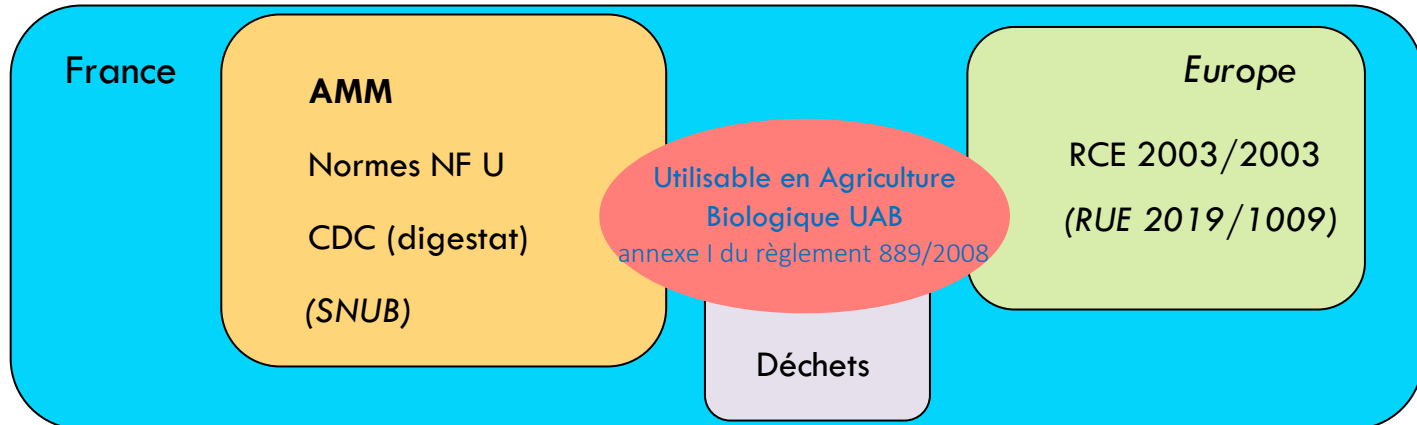 France
AMM
Normes NF U
CDC (digestat)
(SNUB)
Utilisable en Agriculture
Biologique UAB
annexe I du règlement 889/2008
Europe
RCE 2003/2003
(RUE 2019/1009)
Déchets